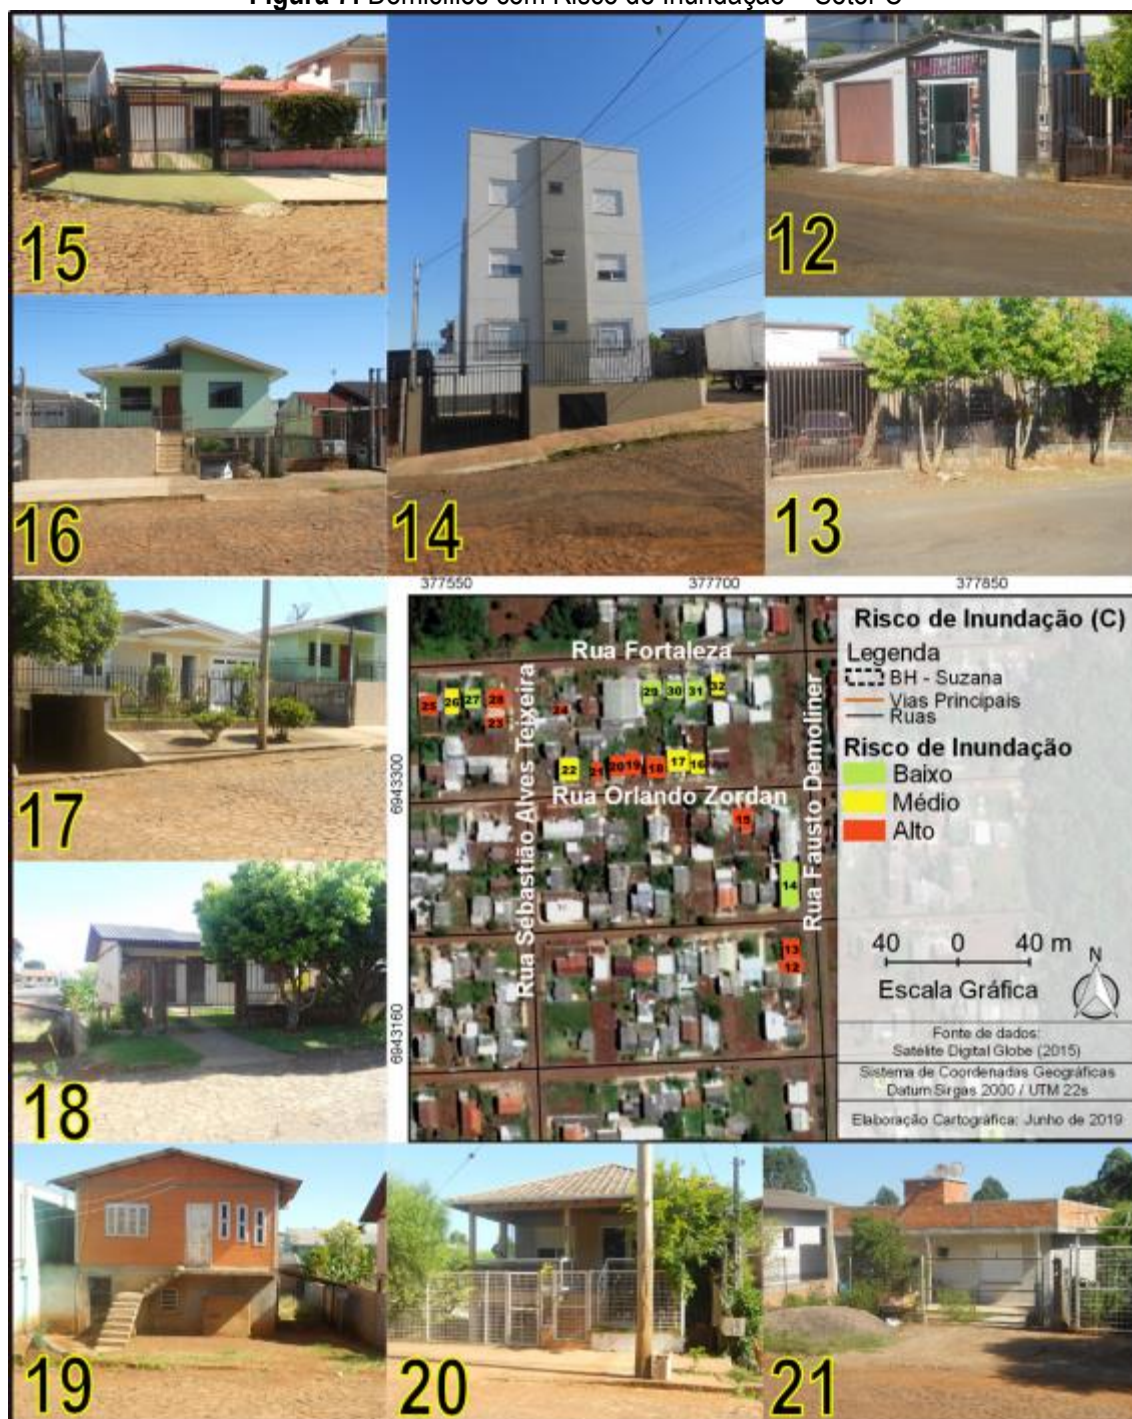 Figura 7: Domicílios com Risco de Inundação – Setor C
15
14
12
16
13
17
377550
377700
377850
6943300
6943160
Rua Fortaleza
Rua Sebastião Alves Teixeira
Rua Orlando Zordan
Rua Fausto Demoliner
25
26
27
28
23
24
29
30
31
32
22
21
20
19
18
17
16
15
14
13
12
Risco de Inundação (C)
Legenda
BH - Suzana
Vias Principais
Ruas
Risco de Inundação
Baixo
Médio
Alto
40 0 40 m
N
Escala Gráfica
Fonte de dados:
Satélite Digital Globe (2015)
Sistema de Coordenadas Geográficas
Datum Sirgas 2000 / UTM 22s
Elaboração Cartográfica: Junho de 2019
18
19
20
21